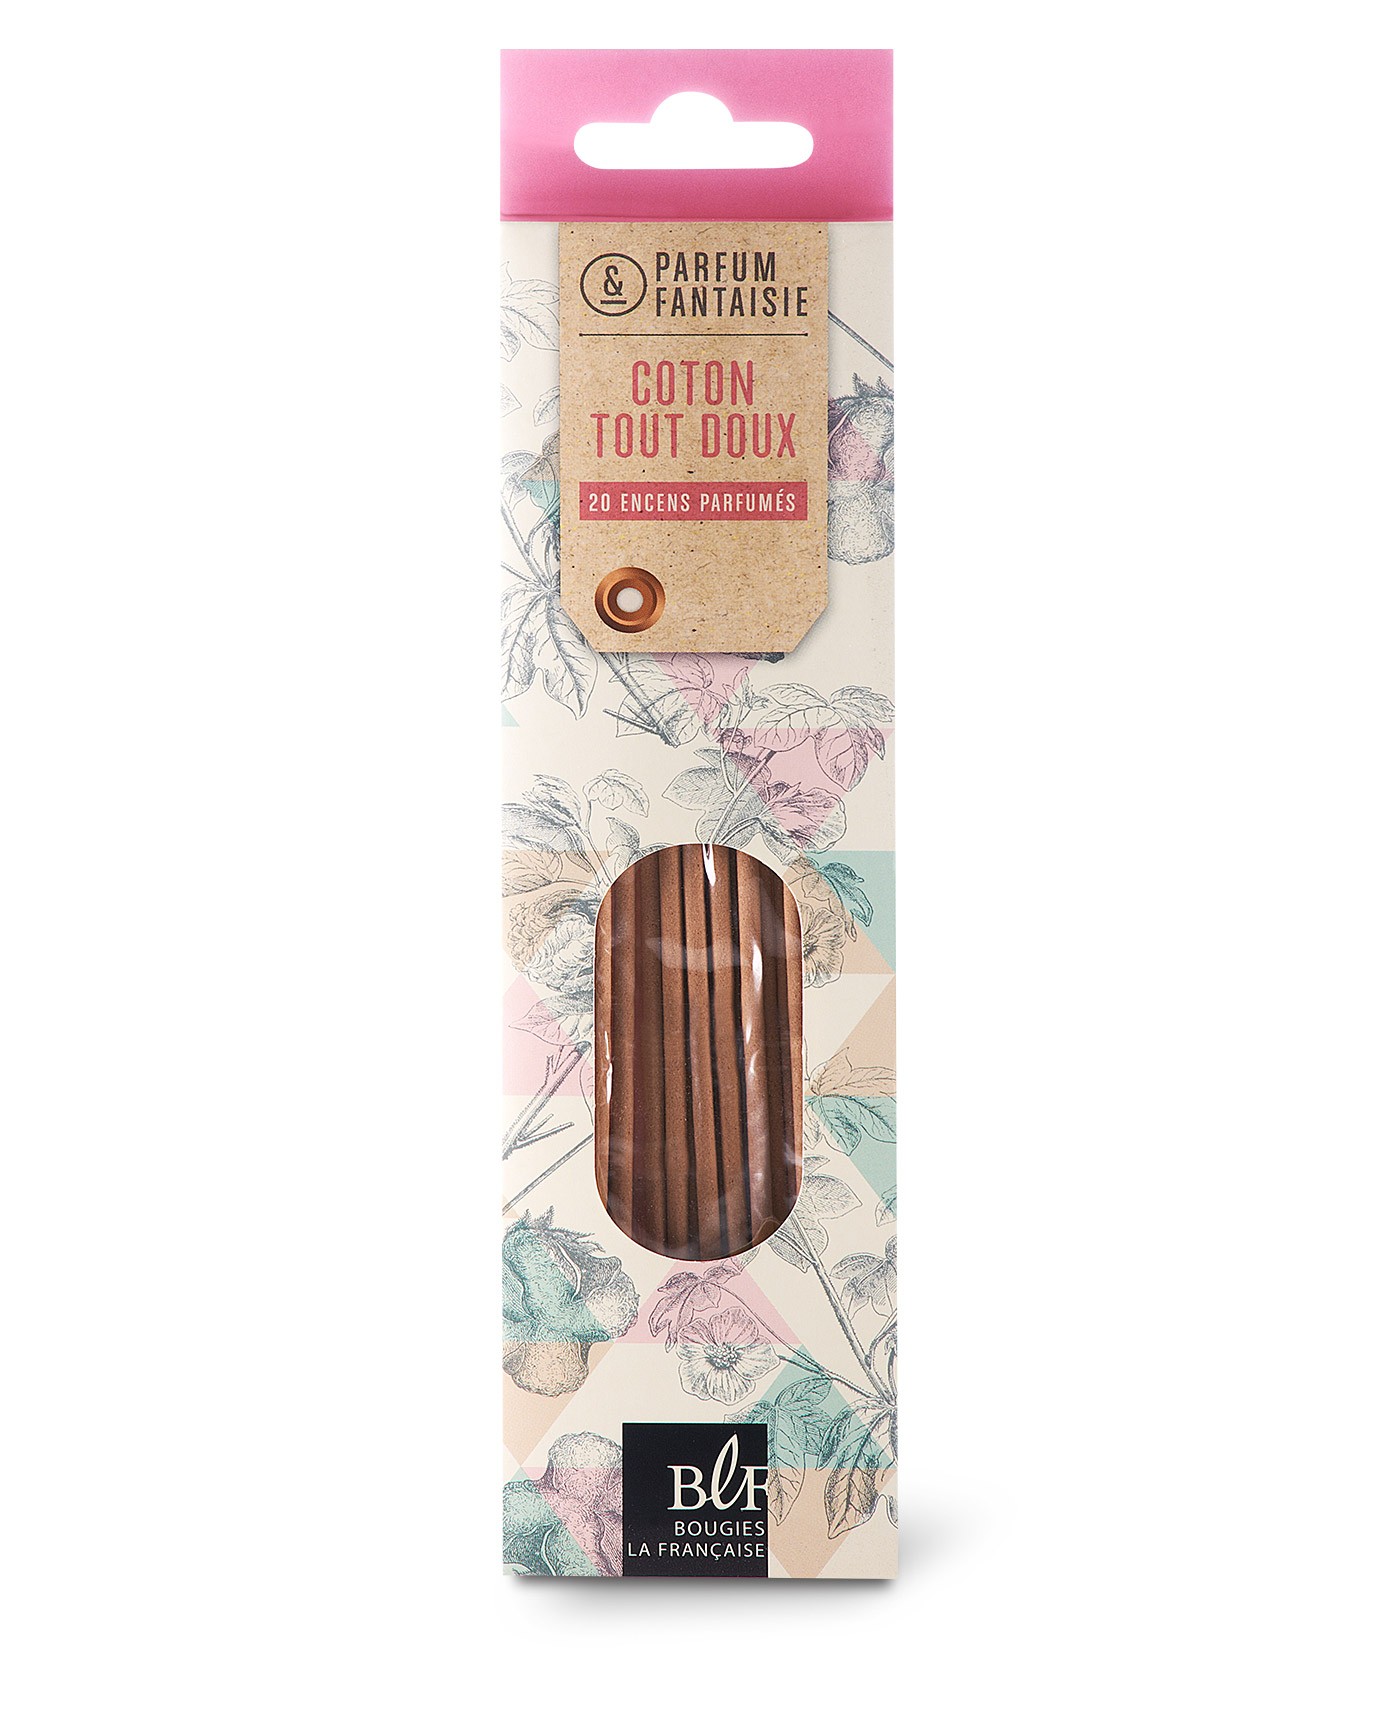 &
PARFUM
FANTAISIE
COTON
TOUT DOUX
20 ENCENS PARFUMÉS
BlF
BOUGIES
LA FRANÇAISE